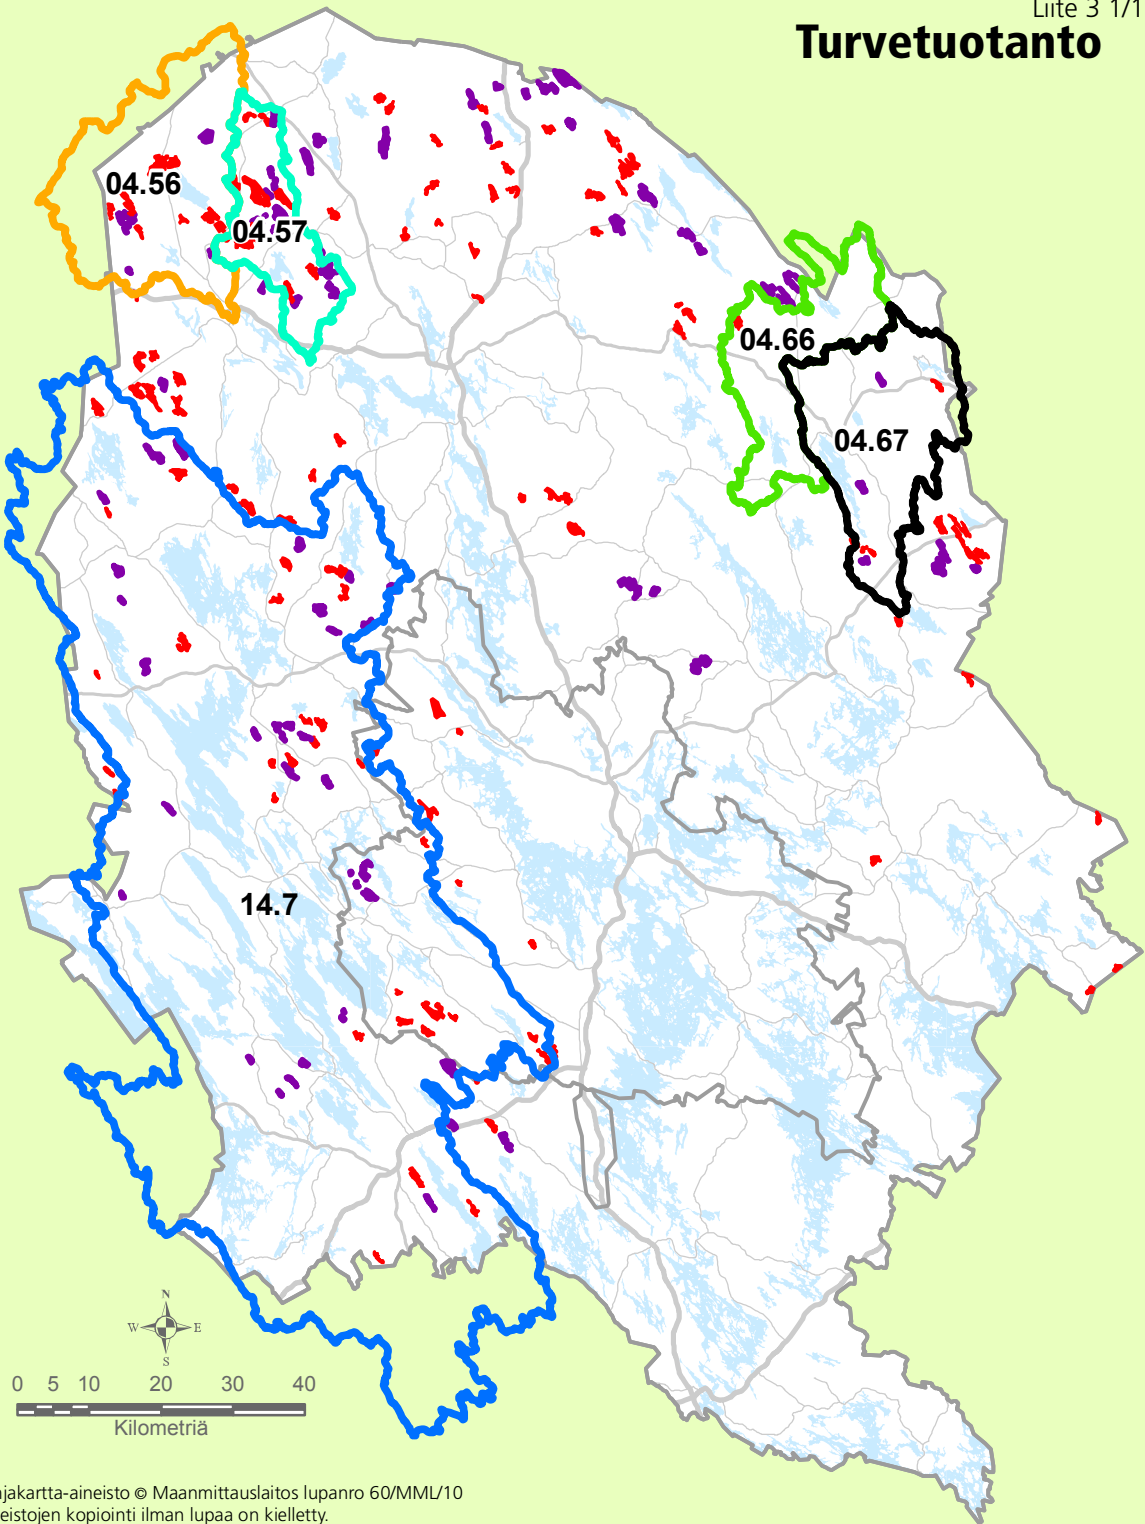 Liite 3 1/1
Turvetuotanto
04.56
04.57
04.66
04.67
14.7
N
W E
S
0 5 10 20 30 40
Kilometriä
jakartta-aineisto © Maanmittauslaitos lupanro 60/MML/10
eistojen kopiointi ilman lupaa on kielletty.